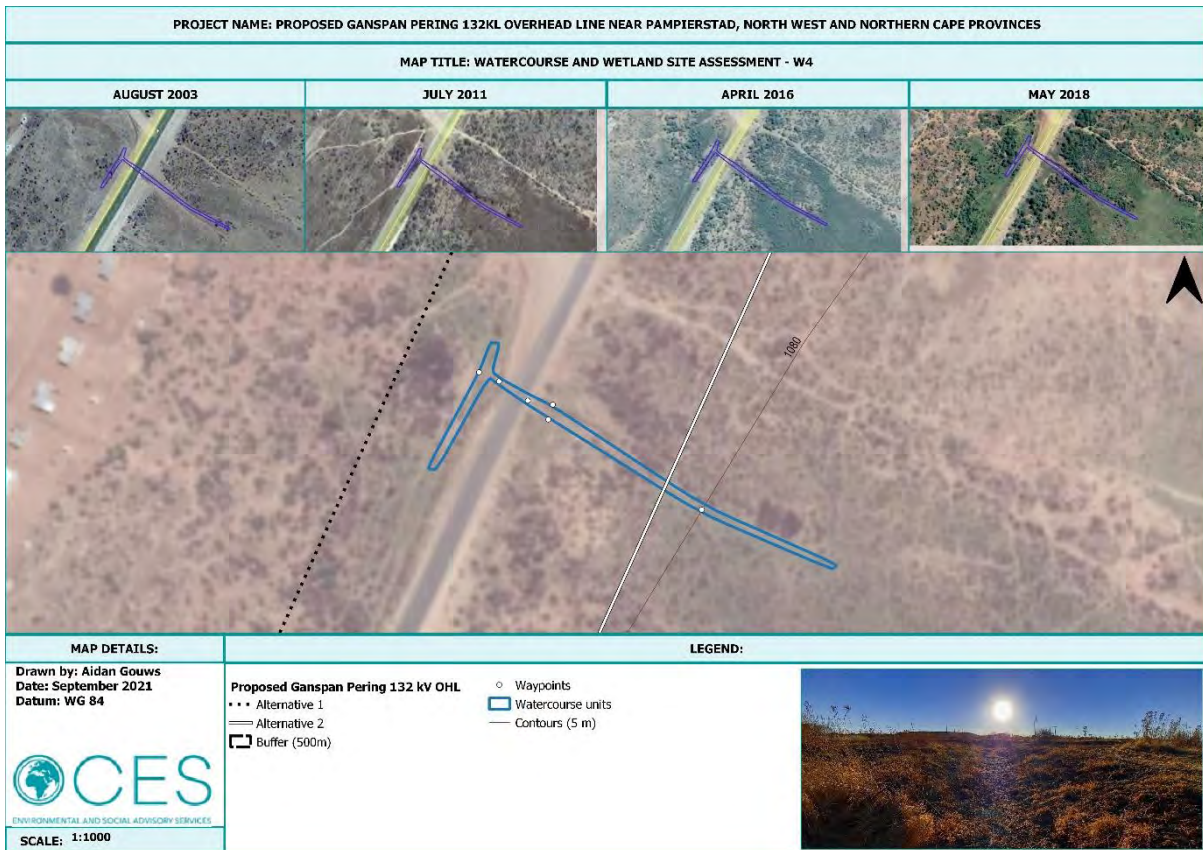 PROJECT NAME: PROPOSED GANSPAN PERING 132KL OVERHEAD LINE NEAR PAMPIERSTAD, NORTH WEST AND NORTHERN CAPE PROVINCES
MAP TITLE: WATERCOURSE AND WETLAND SITE ASSESSMENT - W4
AUGUST 2003
JULY 2011
APRIL 2016
MAY 2018
1080
MAP DETAILS:
Drawn by: Aidan Gouws
Date: September 2021
Datum: WG 84
CES
ENVIRONMENTAL AND SOCIAL ADVISORY SERVICES
SCALE: 1:1000
LEGEND:
Proposed Ganspan Pering 132 kV OHL
Alternative 1
Alternative 2
Buffer (500m)
Waypoints
Watercourse units
Contours (5 m)